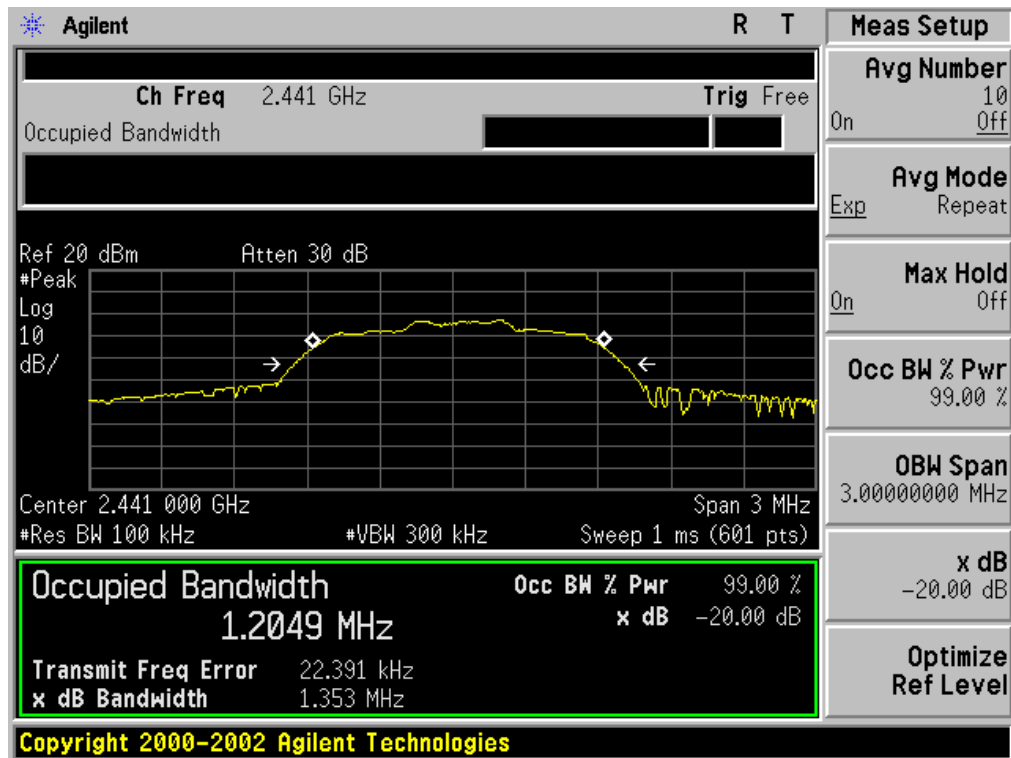 Agilent R T
Ch Freq 2.441 GHz Trig Free
Occupied Bandwidth
Ref 20 dBm Atten 30 dB
#Peak
Log
10
dB/
Center 2.441 000 GHz Span 3 MHz
#Res BW 100 kHz #VBW 300 kHz Sweep 1 ms (601 pts)
Occupied Bandwidth Occ BW % Pwr 99.00 %
1.2049 MHz x dB -20.00 dB
Transmit Freq Error 22.391 kHz
x dB Bandwidth 1.353 MHz
Copyright 2000-2002 Agilent Technologies
Meas Setup
Avg Number
10
On Off
Avg Mode
Exp Repeat
Max Hold
On Off
Occ BW % Pwr
99.00 %
OBW Span
3.00000000 MHz
x dB
-20.00 dB
Optimize
Ref Level